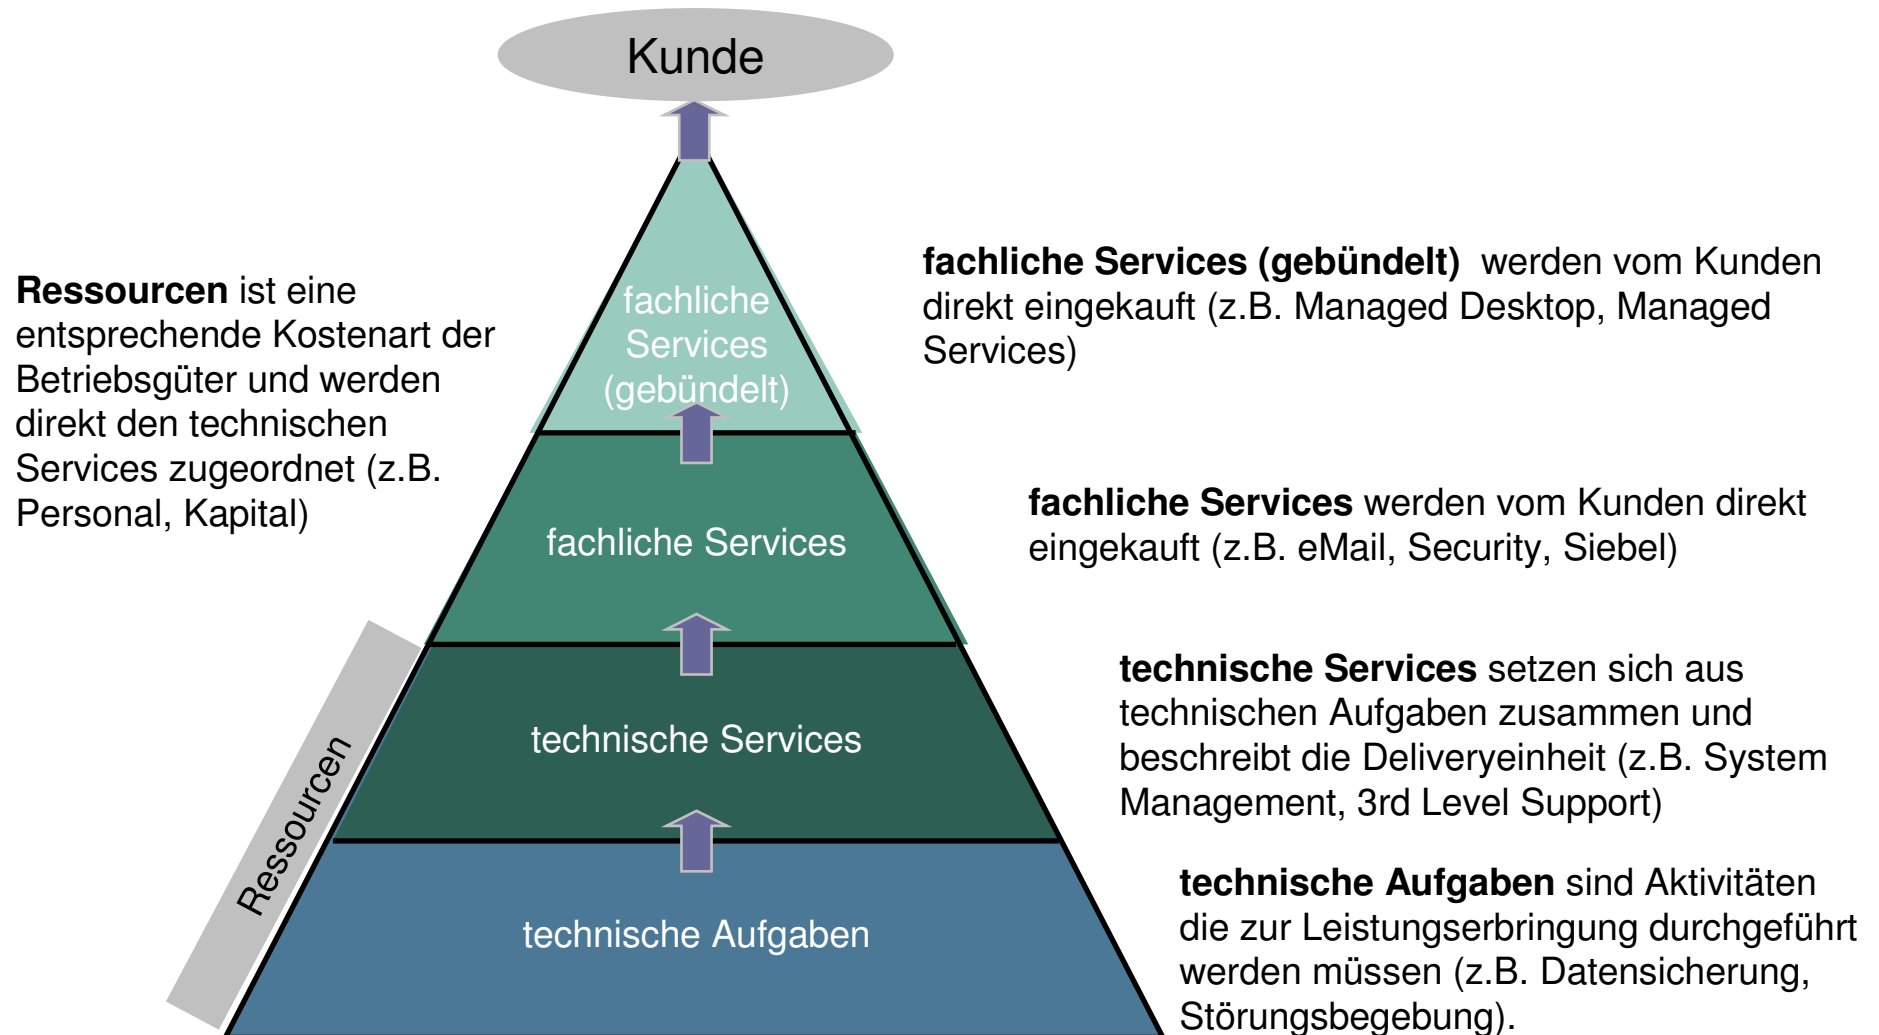 Kunde
Ressourcen ist eine
entsprechende Kostenart der
Betriebsgüter und werden
direkt den technischen
Services zugeordnet (z.B.
Personal, Kapital)
fachliche
Services
(gebündelt)
fachliche Services (gebündelt)  werden vom Kunden
direkt eingekauft (z.B. Managed Desktop, Managed
Services)
fachliche Services
fachliche Services werden vom Kunden direkt
eingekauft (z.B. eMail, Security, Siebel)
technische Services
technische Services setzen sich aus
technischen Aufgaben zusammen und
beschreibt die Deliveryeinheit (z.B. System
Management, 3rd Level Support)
Ressourcen
technische Aufgaben
technische Aufgaben sind Aktivitäten
die zur Leistungserbringung durchgeführt
werden müssen (z.B. Datensicherung,
Störungsbegebung).